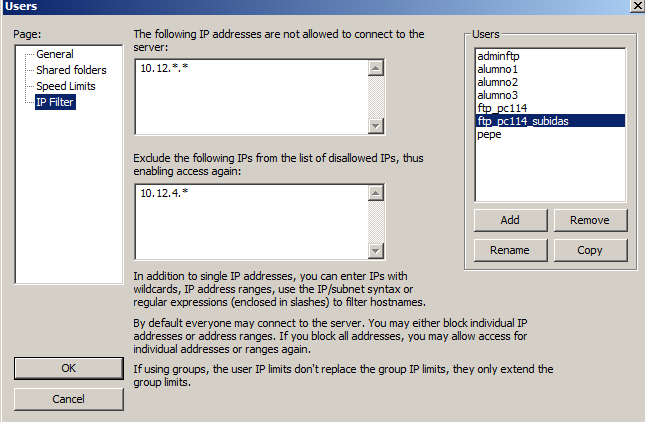 Users
Page:
General
Shared folders
Speed Limits
IP Filter
The following IP addresses are not allowed to connect to the
server:
10.12.*.*
Exclude the following IPs from the list of disallowed IPs, thus
enabling access again:
10.12.4.*
In addition to single IP addresses, you can enter IPs with
wildcards, IP address ranges, use the IP/subnet syntax or
regular expressions (enclosed in slashes) to filter hostnames.
By default everyone may connect to the server. You may either block individual IP
addresses or address ranges. If you block all addresses, you may allow access for
individual addresses or ranges again.
If using groups, the user IP limits don't replace the group IP limits, they only extend the
group limits.
Users
adminftp
alumno1
alumno2
alumno3
ftp_pc114
ftp_pc114_subidas
pepe
Add
Remove
Rename
Copy
OK
Cancel